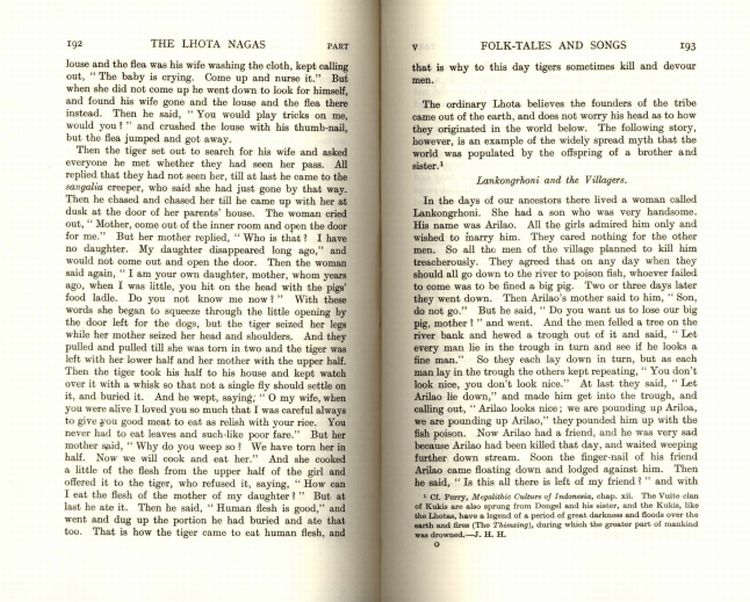 192 THE LHOTA NAGAS PART
louse and the flea was his wife washing the cloth, kept calling
out, “ The baby is crying. Come up and nurse it.” But
when she did not come up he went down to look for himself,
and found his wife gone and the louse and the flea there
instead. Then he said, “ You would play tricks on me,
would you ? ” and crushed the louse with his thumb-nail,
but the flea jumped and got away.
Then the tiger set out to search for his wife and asked
everyone he met whether they had seen her pass. All
replied that they had not seen her, till at last he came to the
sangalia creeper, who said she had just gone by that way.
Then he chased and chased her till he came up with her at
dusk at the door of her parents' house. The woman cried
out, “ Mother, come out of the inner room and open the door
for me.” But her mother replied, “ Who is that ? I have
no daughter. My daughter disappeared long ago,” and
would not come out and open the door. Then the woman
said again, “ I am your own daughter, mother, whom years
ago, when I was little, you hit on the head with the pigs'
food ladle. Do you not know me now ? ” With these
words she began to squeeze through the little opening by
the door left for the dogs, but the tiger seized her legs
while her mother seized her head and shoulders. And they
pulled and pulled till she was torn in two and the tiger was
left with her lower half and her mother with the upper half.
Then the tiger took his half to his house and kept watch
over it with a whisk so that not a single fly should settle on
it, and buried it. And he wept, saying, “ O my wife, when
you were alive I loved you so much that I was careful always
to give you good meat to eat as relish with your rice. You
never had to eat leaves and such-like poor fare.” But her
mother said, “ Why do you weep so ? We have torn her in
half. Now we will cook and eat her.” And she cooked
a little of the flesh from the upper half of the girl and
offered it to the tiger, who refused it, saying, “ How can
I eat the flesh of the mother of my daughter ? ” But at
last he ate it. Then he said, “ Human flesh is good,” and
went and dug up the portion he had buried and ate that
too. That is how the tiger came to eat human flesh, and
V FOLK-TALES AND SONGS 193
that is why to this day tigers sometimes kill and devour
men.
The ordinary Lhota believes the founders of the tribe
came out of the earth, and does not worry his head as to how
they originated in the world below. The following story,
however, is an example of the widely spread myth that the
world was populated by the offspring of a brother and
sister.¹
Lankongrhoni and the Villagers.
In the days of our ancestors there lived a woman called
Lankongrhoni. She had a son who was very handsome.
His name was Arilao. All the girls admired him only and
wished to marry him. They cared nothing for the other
men. So all the men of the village planned to kill him
treacherously. They agreed that on any day when they
should all go down to the river to poison fish, whoever failed
to come was to be fined a big pig. Two or three days later
they went down. Then Arilao's mother said to him, “ Son,
do not go.” But he said, “ Do you want us to lose our big
pig, mother ? ” and went. And the men felled a tree on the
river bank and hewed a trough out of it and said, “ Let
every man lie in the trough in turn and see if he looks a
fine man.” So they each lay down in turn, but as each
man lay in the trough the others kept repeating, “ You don't
look nice, you don't look nice.” At last they said, “ Let
Arilao lie down,” and made him get into the trough, and
calling out, “ Arilao looks nice ; we are pounding up Ariloa,
we are pounding up Arilao,” they pounded him up with the
fish poison. Now Arilao had a friend, and he was very sad
because Arilao had been killed that day, and waited weeping
further down stream. Soon the finger-nail of his friend
Arilao came floating down and lodged against him. Then
he said, “ Is this all there is left of my friend ? ” and with
¹ Cf. Perry, Megalithic Culture of Indonesia, chap. xii. The Vuite clan
of Kukis are also sprung from Dongel and his sister, and the Kukis, like
the Lhotas, have a legend of a period of great darkness and floods over the
earth and fires (The Thimzing), during which the greater part of mankind
was drowned.—J. H. H.
O